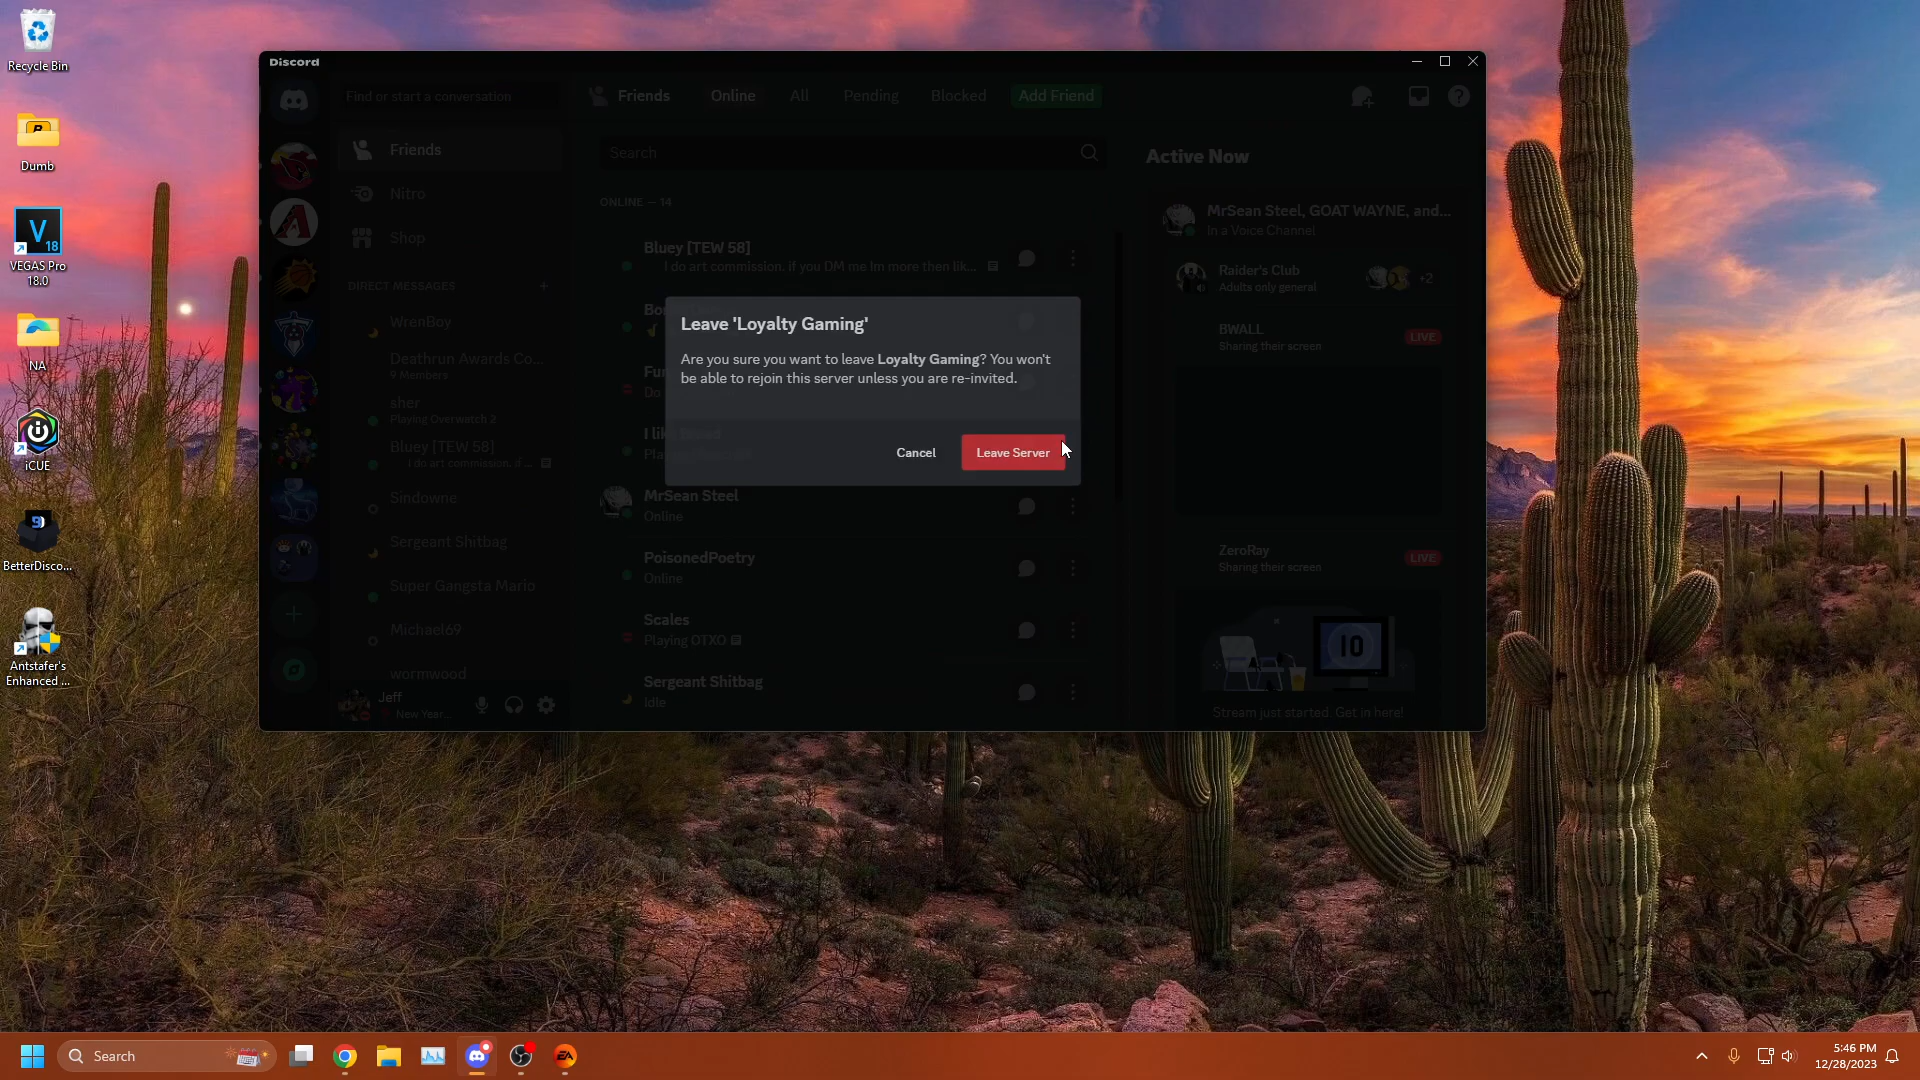 Recycle Bin
Dumb
VEGAS Pro
18.0
NA
iCUE
BetterDisco...
Antstafer's
Enhanced ...
Discord
Find or start a conversation
Friends
Nitro
Shop
DIRECT MESSAGES
WrenBoy
Deathrun Awards Co...
9 Members
sher
Playing Overwatch 2
Bluey [TEW 58]
I do art commission. if ...
Sindowne
Sergeant Shitbag
Super Gangsta Mario
Michael69
wormwood
Jeff
New Year...
Friends
Online
All
Pending
Blocked
Add Friend
Search
ONLINE — 14
Bluey [TEW 58]
I do art commission. if you DM me Im more then lik...
Leave 'Loyalty Gaming'
Are you sure you want to leave Loyalty Gaming? You won't
be able to rejoin this server unless you are re-invited.
Cancel
Leave Server
MrSean Steel
Online
PoisonedPoetry
Online
Scales
Playing OTXO
Sergeant Shitbag
Idle
Active Now
MrSean Steel, GOAT WAYNE, and...
In a Voice Channel
Raider's Club
Adults only general
+2
BWALL
Sharing their screen
LIVE
ZeroRay
Sharing their screen
LIVE
10
Stream just started. Get in here!
Search
EA
5:46 PM
12/28/2023